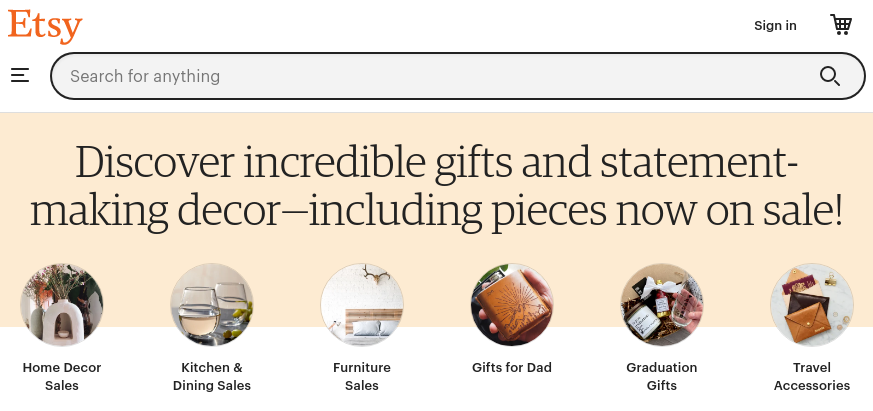 Etsy
Sign in
Search for anything
Discover incredible gifts and statement-
making decor—including pieces now on sale!
Home Decor
Sales
Kitchen &
Dining Sales
Furniture
Sales
Gifts for Dad
Graduation
Gifts
Travel
Accessories